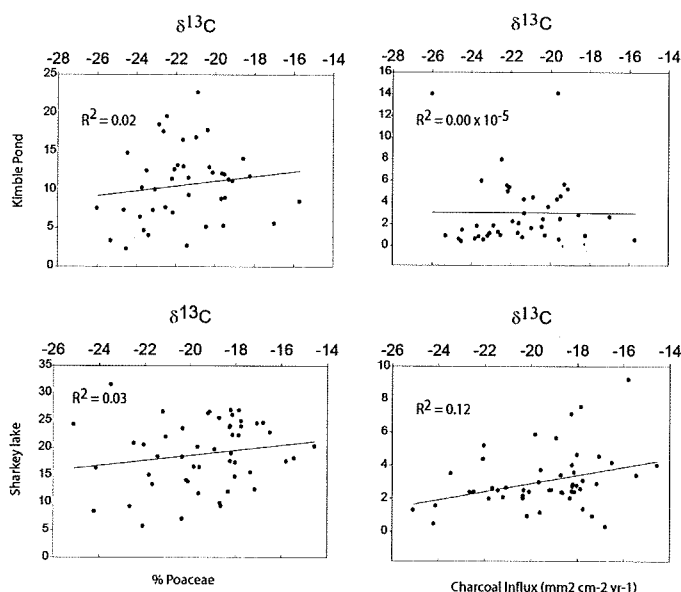 δ13C
δ13C
-28 -26 -24 -22 -20 -18 -16 -14
-28 -26 -24 -22 -20 -18 -16 -14
25
20
15
10
5
0
R2 = 0.02
Kimble Pond
16
14
12
10
8
6
4
2
0
R2 = 0.00 x 10-5
δ13C
δ13C
-26 -24 -22 -20 -18 -16 -14
-26 -24 -22 -20 -18 -16 -14
35
30
25
20
15
10
5
0
R2 = 0.03
Sharkey lake
10
8
6
4
2
0
R2 = 0.12
% Poaceae
Charcoal Influx (mm2 cm-2 yr-1)